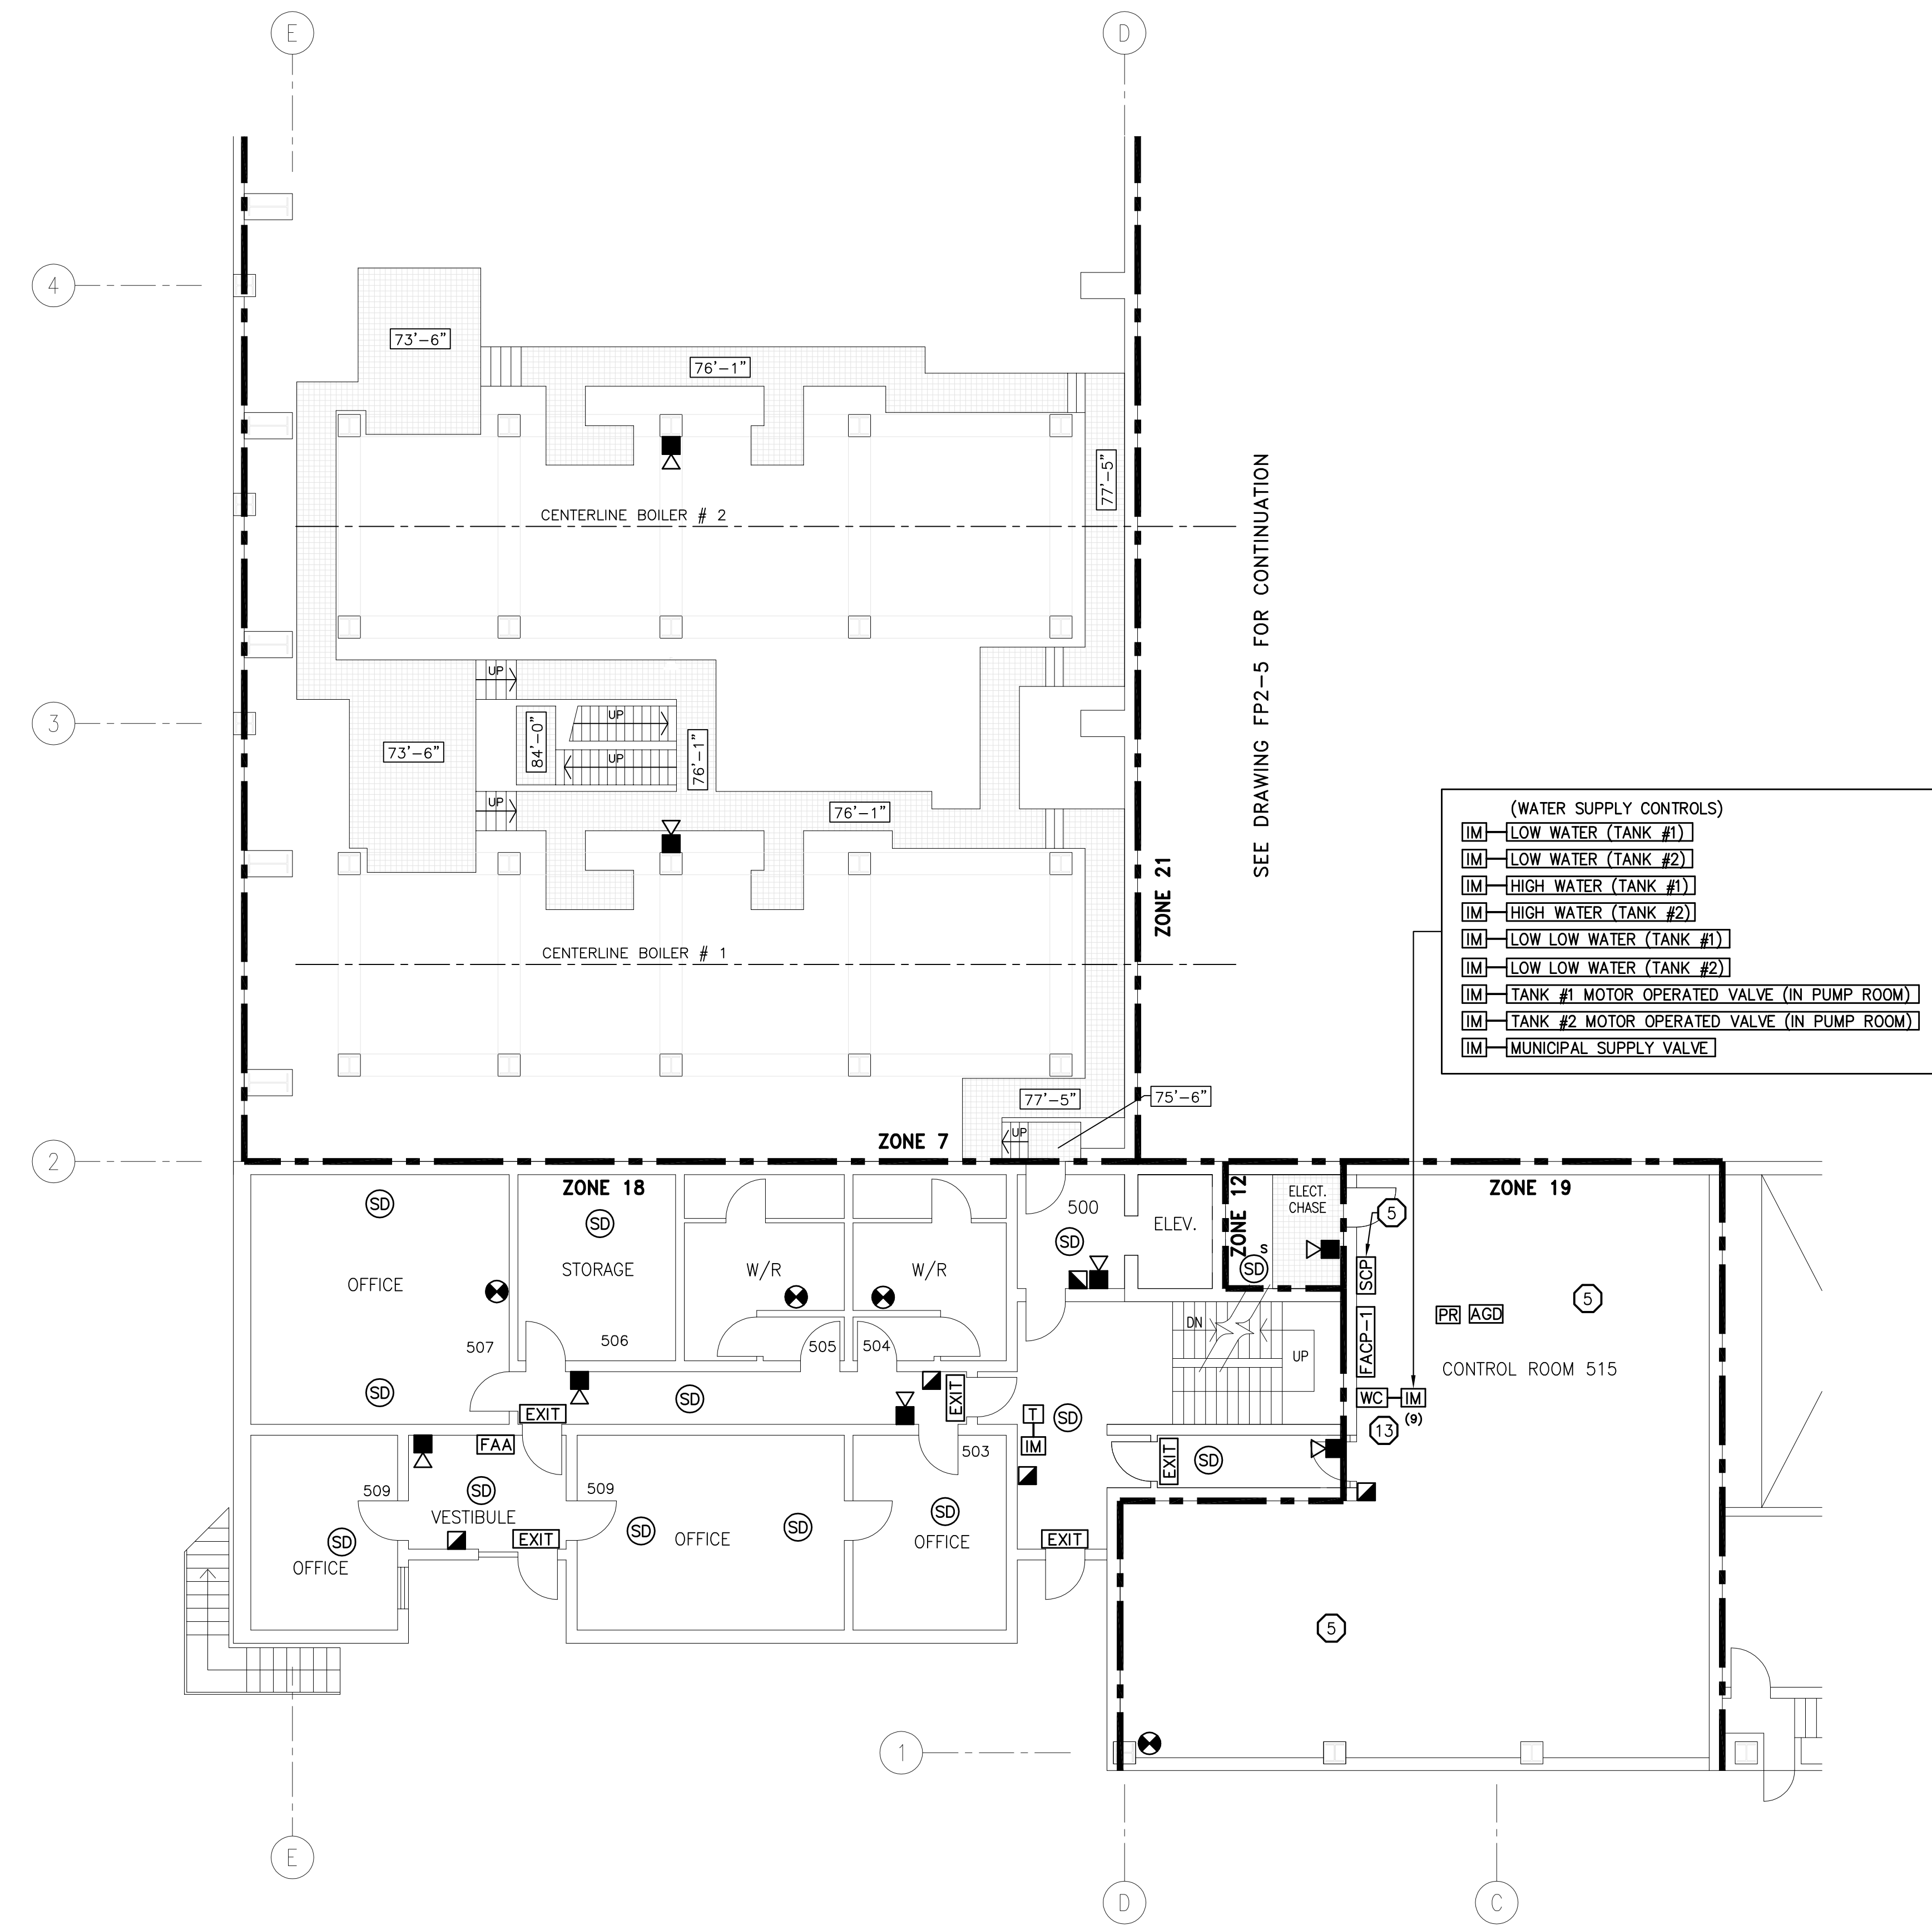 E
D
4
73'-6"
76'-1"
77'-5"
CENTERLINE BOILER # 2
SEE DRAWING FP2-5 FOR CONTINUATION
UP
3
84'-0"
UP
UP
73'-6"
76'-1"
UP
76'-1"
ZONE 21
CENTERLINE BOILER # 1
(WATER SUPPLY CONTROLS)
IM LOW WATER (TANK #1)
IM LOW WATER (TANK #2)
IM HIGH WATER (TANK #1)
IM HIGH WATER (TANK #2)
IM LOW LOW WATER (TANK #1)
IM LOW LOW WATER (TANK #2)
IM TANK #1 MOTOR OPERATED VALVE (IN PUMP ROOM)
IM TANK #2 MOTOR OPERATED VALVE (IN PUMP ROOM)
IM MUNICIPAL SUPPLY VALVE
77'-5"
75'-6"
UP
ZONE 7
2
ZONE 18
ZONE 12
ELECT.
CHASE
ZONE 19
SD
SD
500
ELEV.
5
SD
S
SD
OFFICE
STORAGE
W/R
W/R
SCP
5
PR
AGD
DN
UP
FACP-1
507
506
505
504
CONTROL ROOM 515
SD
SD
EXIT
EXIT
T
SD
WC
IM
(9)
13
FAA
IM
503
EXIT
SD
509
SD
509
VESTIBULE
SD
OFFICE
EXIT
SD
OFFICE
SD
SD
OFFICE
EXIT
5
1
E
D
C